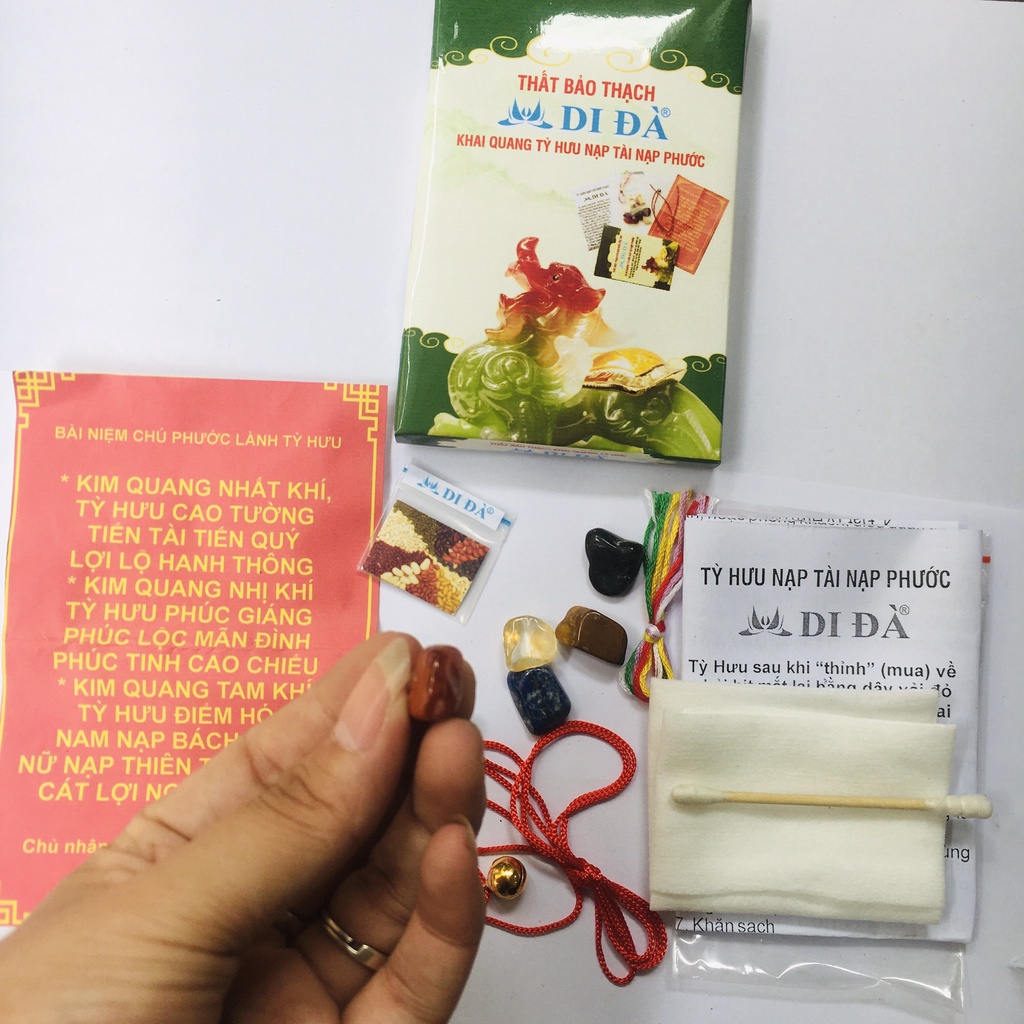 THẤT BẢO THẠCH
DI ĐÀ®
KHAI QUANG TỲ HƯU NẠP TÀI NẠP PHƯỚC
BÀI NIỆM CHÚ PHƯỚC LÀNH TỲ HƯU
* KIM QUANG NHẤT KHÍ,
TỲ HƯU CAO TƯỜNG
TIẾN TÀI TIẾN QUÝ
LỢI LỘ HANH THÔNG
* KIM QUANG NHỊ KHÍ
TỲ HƯU PHÚC GIÁNG
PHÚC LỘC MÃN ĐÌNH
PHÚC TINH CAO CHIẾU
* KIM QUANG TAM KHÍ
TỲ HƯU ĐIỂM
NAM NẠP BÁCH
NỮ NẠP THIÊN
CÁT LỢI
Chủ nhân
DI ĐÀ®
TỲ HƯU NẠP TÀI NẠP PHƯỚC
DI ĐÀ®
Tỳ Hưu sau khi “thỉnh” (mua) về
7. Khăn sạch